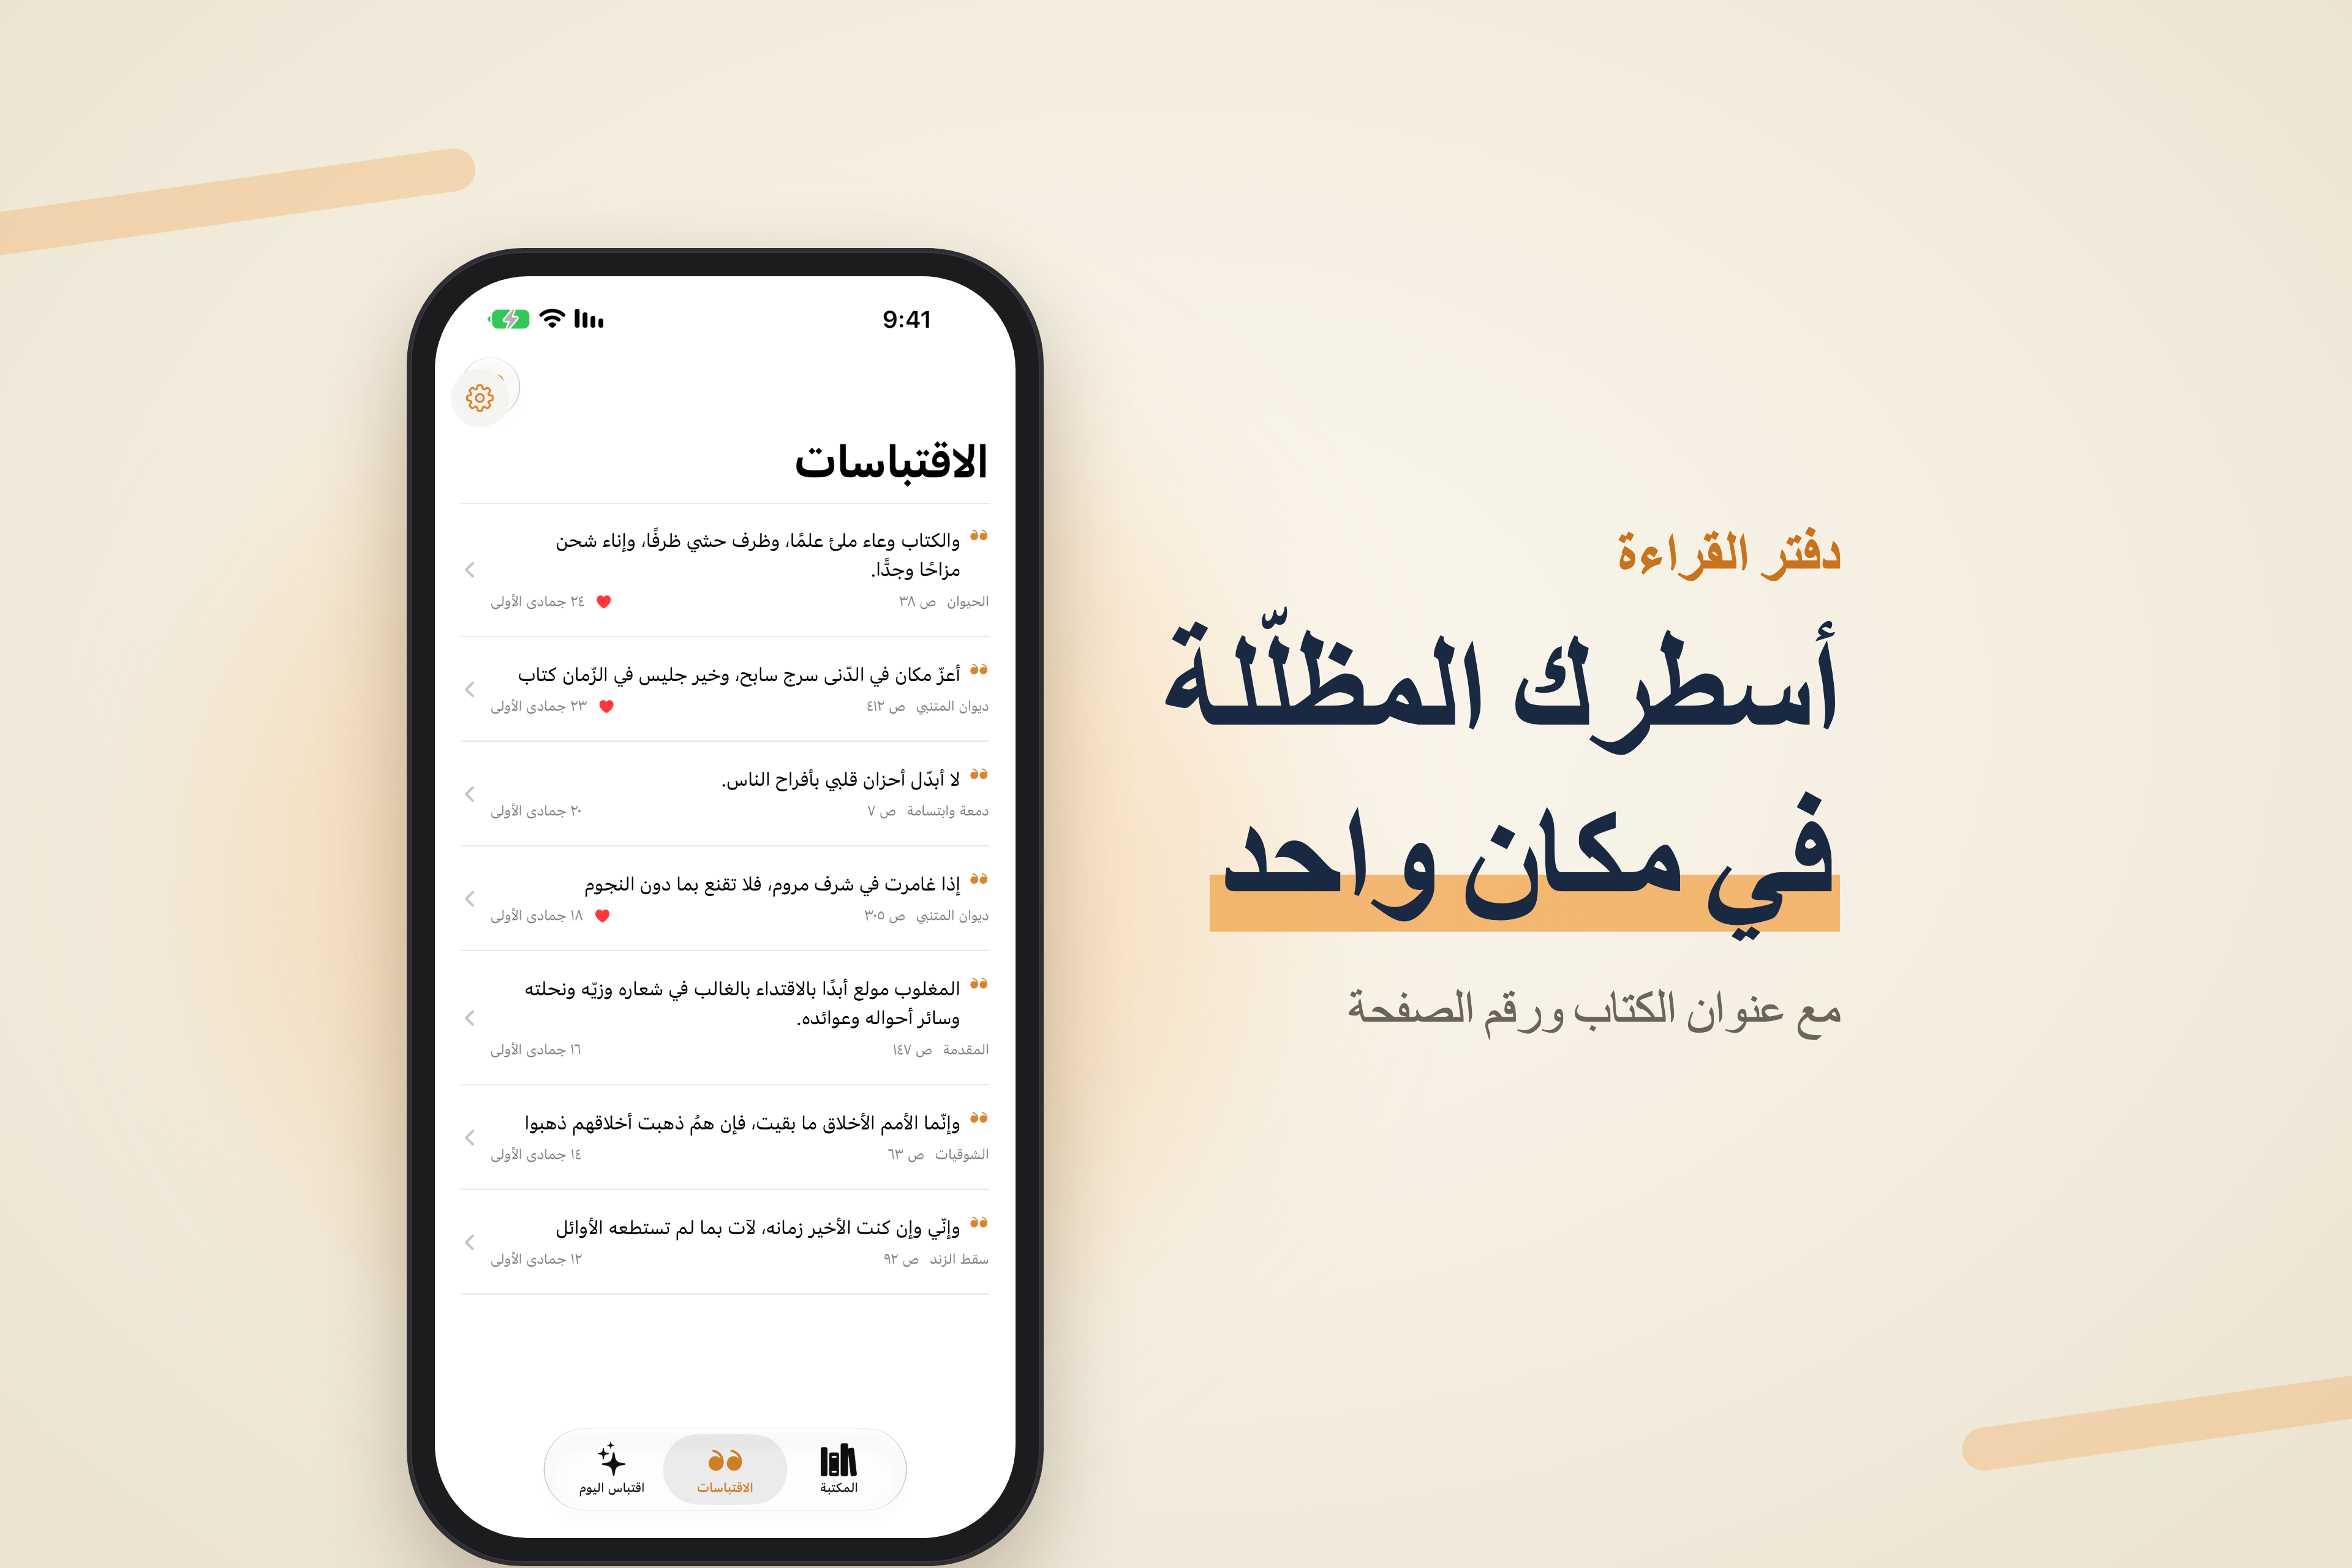 دفتر القراءة
أسطرك المظلّلة
في مكان واحد
مع عنوان الكتاب ورقم الصفحة
9:41
الاقتباسات
والكتاب وعاء ملئ علمًا، وظرف حشي ظرفًا، وإناء شحن
مزاحًا وجدًّا.
الحيوان ص ٣٨ ٢٤ جمادى الأولى
أعزّ مكان في الدّنى سرج سابح، وخير جليس في الزّمان كتاب
ديوان المتنبي ص ٤١٢ ٢٣ جمادى الأولى
لا أبدّل أحزان قلبي بأفراح الناس.
دمعة وابتسامة ص ٧ ٢٠ جمادى الأولى
إذا غامرت في شرف مروم، فلا تقنع بما دون النجوم
ديوان المتنبي ص ٣٠٥ ١٨ جمادى الأولى
المغلوب مولع أبدًا بالاقتداء بالغالب في شعاره وزيّه ونحلته
وسائر أحواله وعوائده.
المقدمة ص ١٤٧ ١٦ جمادى الأولى
وإنّما الأمم الأخلاق ما بقيت، فإن همُ ذهبت أخلاقهم ذهبوا
الشوقيات ص ٦٣ ١٤ جمادى الأولى
وإنّي وإن كنت الأخير زمانه، لآت بما لم تستطعه الأوائل
سقط الزند ص ٩٢ ١٢ جمادى الأولى
المكتبة الاقتباسات اقتباس اليوم